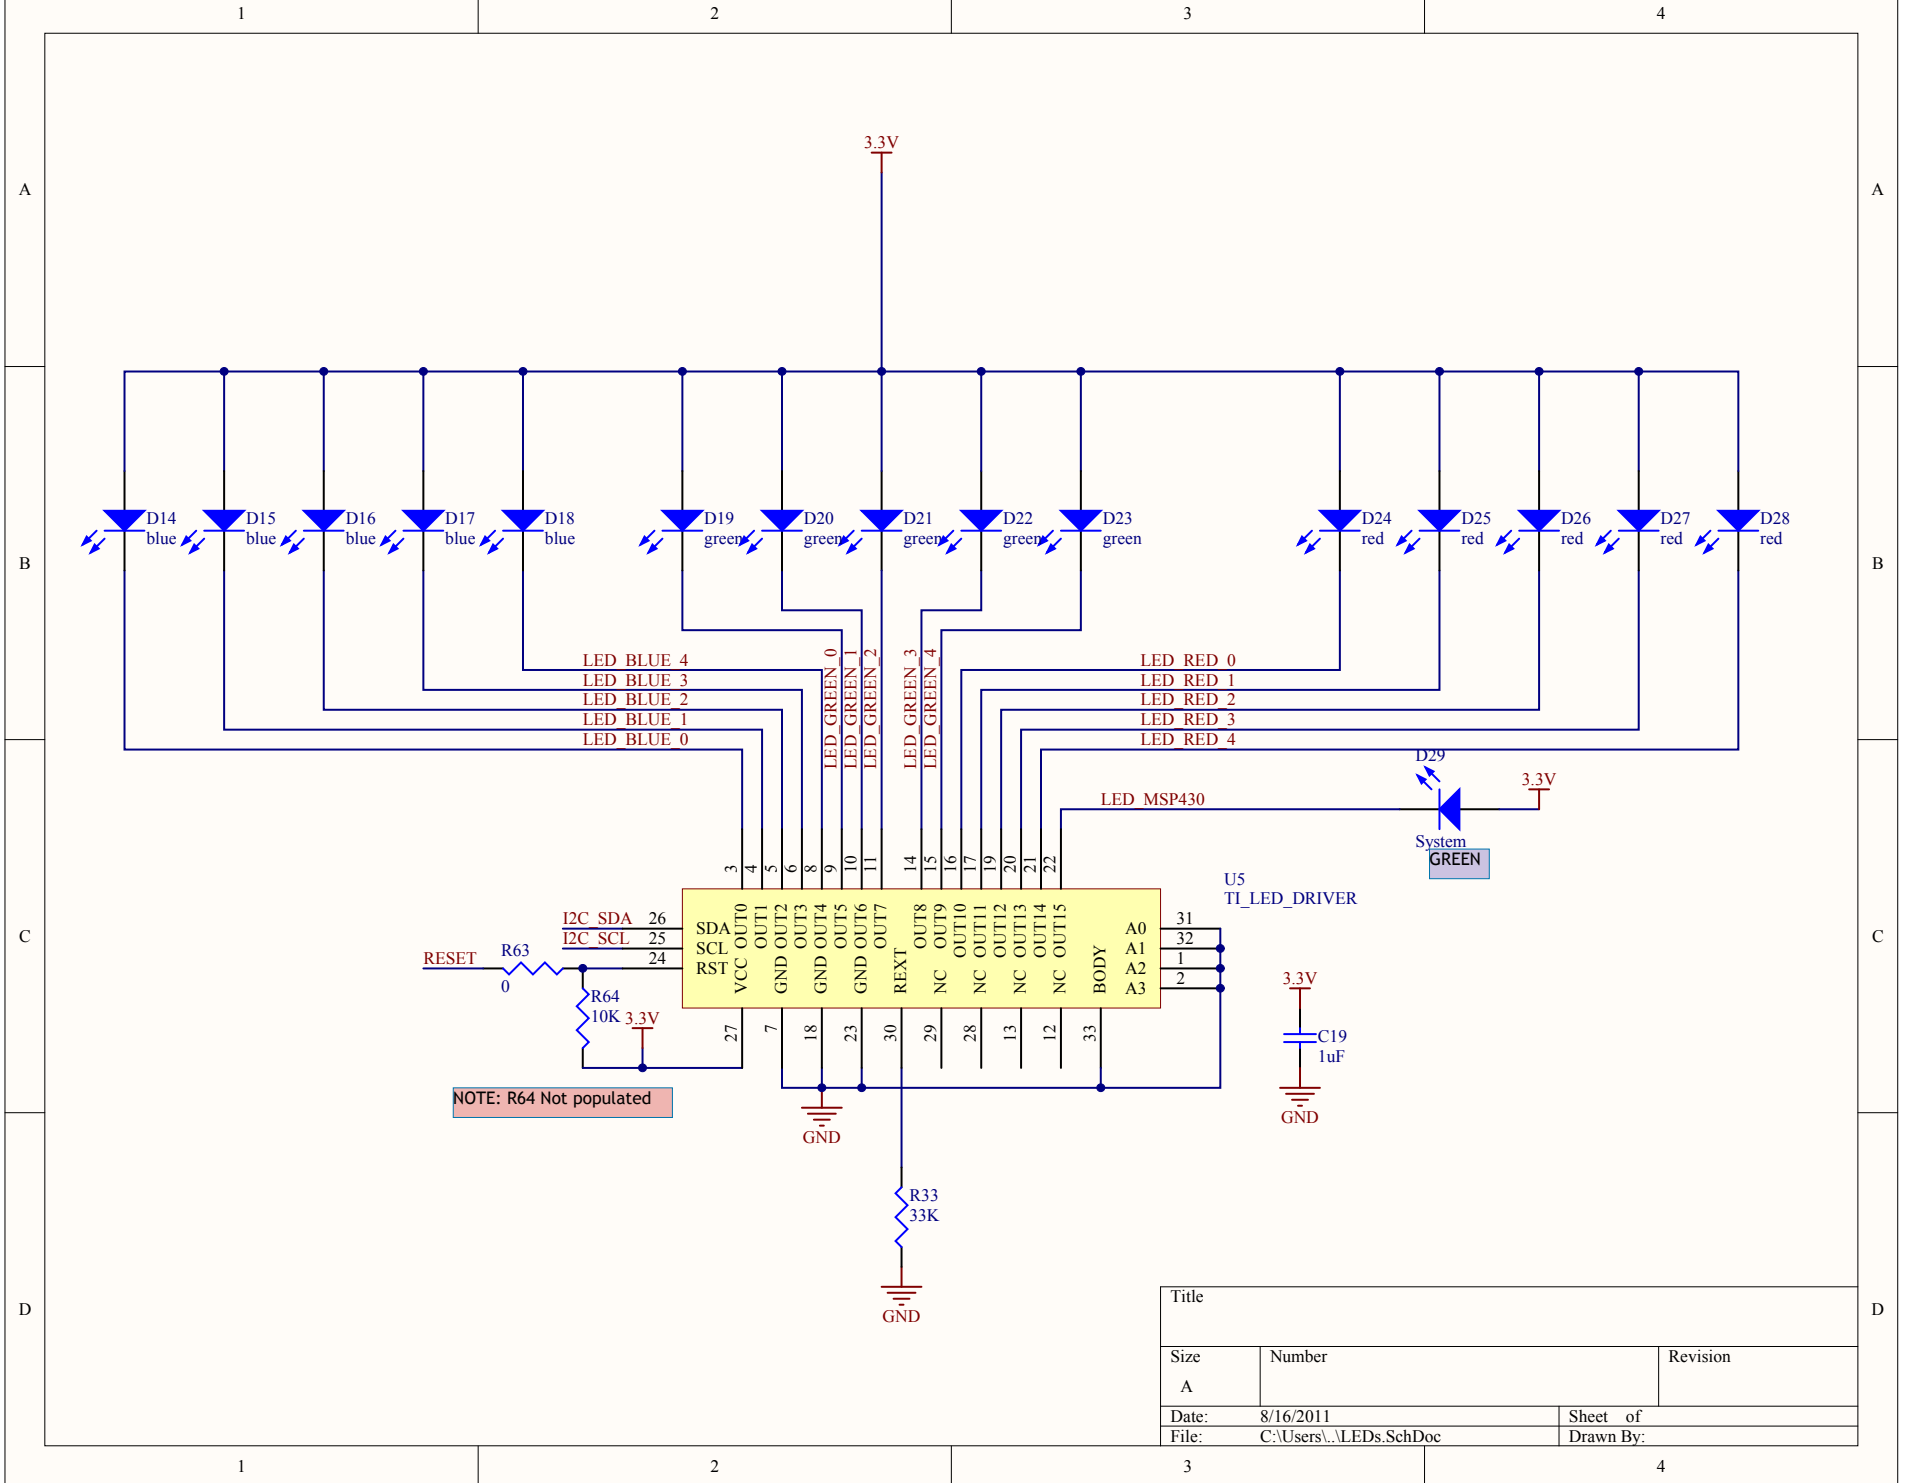 1 2 3 4
A A
3.3V
D14 D15 D16 D17 D18 D19 D20 D21 D22 D23 D24 D25 D26 D27 D28
blue blue blue blue blue green green green green green red red red red red
B B
LED_BLUE_4
LED_BLUE_3
LED_BLUE_2
LED_BLUE_1
LED_BLUE_0
LED_GREEN_0
LED_GREEN_1
LED_GREEN_2
LED_GREEN_3
LED_GREEN_4
LED_RED_0
LED_RED_1
LED_RED_2
LED_RED_3
LED_RED_4
D29
3.3V
LED_MSP430
System
GREEN
3 4 5 6 8 9 10 11 14 15 16 17 19 20 21 22
U5
TI_LED_DRIVER
C C
I2C_SDA 26
I2C_SCL 25
RESET R63 24
0
SDA
SCL
RST
OUT0 OUT1 OUT2 OUT3 OUT4 OUT5 OUT6 OUT7 OUT8 OUT9 OUT10 OUT11 OUT12 OUT13 OUT14 OUT15
VCC GND GND GND REXT NC NC NC NC BODY
A0 31
A1 32
A2 1
A3 2
R64
10K 3.3V
27 7 18 23 30 29 28 13 12 33
3.3V
C19
1uF
GND
NOTE: R64 Not populated
GND
R33
33K
GND
D D
Title
Size Number Revision
A
Date: 8/16/2011 Sheet of
File: C:\Users\..\LEDs.SchDoc Drawn By:
1 2 3 4